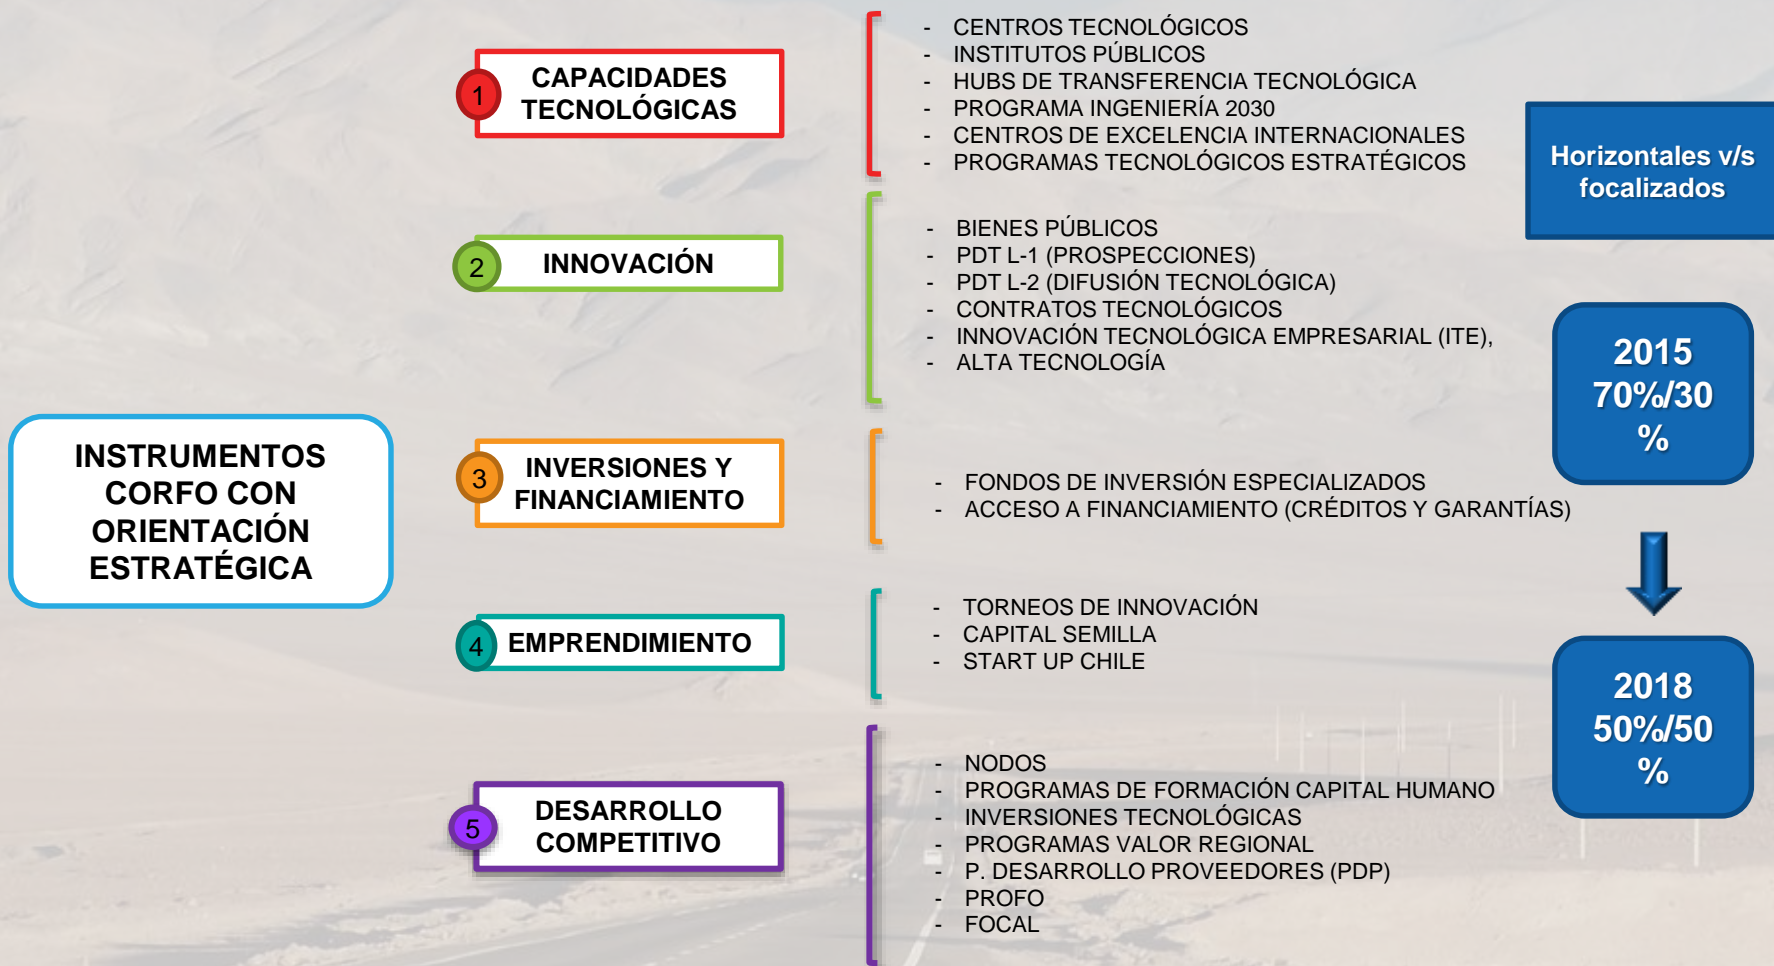 INSTRUMENTOS
CORFO CON
ORIENTACIÓN
ESTRATÉGICA
1
CAPACIDADES
TECNOLÓGICAS
- CENTROS TECNOLÓGICOS
- INSTITUTOS PÚBLICOS
- HUBS DE TRANSFERENCIA TECNOLÓGICA
- PROGRAMA INGENIERÍA 2030
- CENTROS DE EXCELENCIA INTERNACIONALES
- PROGRAMAS TECNOLÓGICOS ESTRATÉGICOS
2
INNOVACIÓN
- BIENES PÚBLICOS
- PDT L-1 (PROSPECCIONES)
- PDT L-2 (DIFUSIÓN TECNOLÓGICA)
- CONTRATOS TECNOLÓGICOS
- INNOVACIÓN TECNOLÓGICA EMPRESARIAL (ITE),
- ALTA TECNOLOGÍA
3
INVERSIONES Y
FINANCIAMIENTO
- FONDOS DE INVERSIÓN ESPECIALIZADOS
- ACCESO A FINANCIAMIENTO (CRÉDITOS Y GARANTÍAS)
4
EMPRENDIMIENTO
- TORNEOS DE INNOVACIÓN
- CAPITAL SEMILLA
- START UP CHILE
5
DESARROLLO
COMPETITIVO
- NODOS
- PROGRAMAS DE FORMACIÓN CAPITAL HUMANO
- INVERSIONES TECNOLÓGICAS
- PROGRAMAS VALOR REGIONAL
- P. DESARROLLO PROVEEDORES (PDP)
- PROFO
- FOCAL
Horizontales v/s
focalizados
2015
70%/30
%
2018
50%/50
%